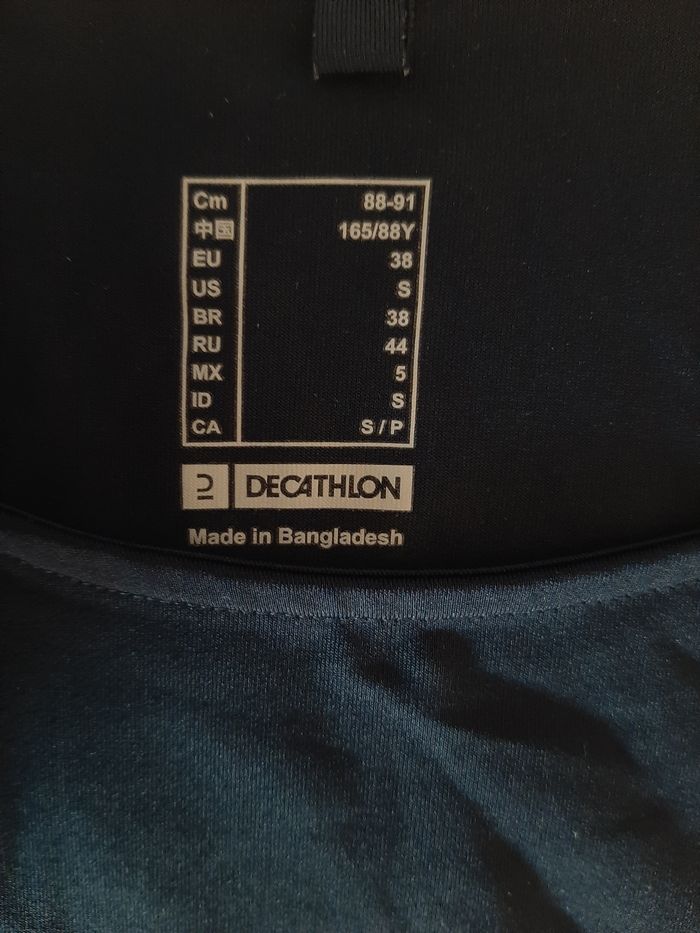 Cm 88-91
中国 165/88Y
EU 38
US S
BR 38
RU 44
MX 5
ID S
CA S/P
DECATHLON
Made in Bangladesh